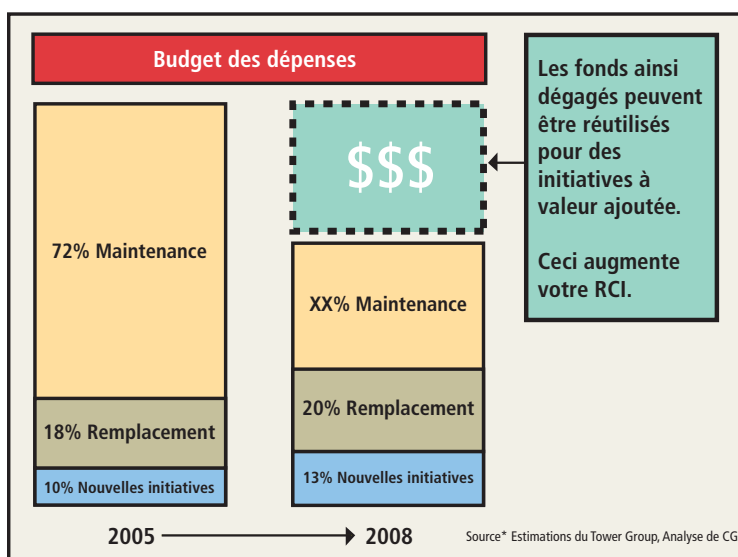 Budget des dépenses
72% Maintenance
18% Remplacement
10% Nouvelles initiatives
$$$
XX% Maintenance
20% Remplacement
13% Nouvelles initiatives
Les fonds ainsi
dégagés peuvent
être réutilisés
pour des
initiatives à
valeur ajoutée.
Ceci augmente
votre RCI.
2005
2008
Source* Estimations du Tower Group, Analyse de CG